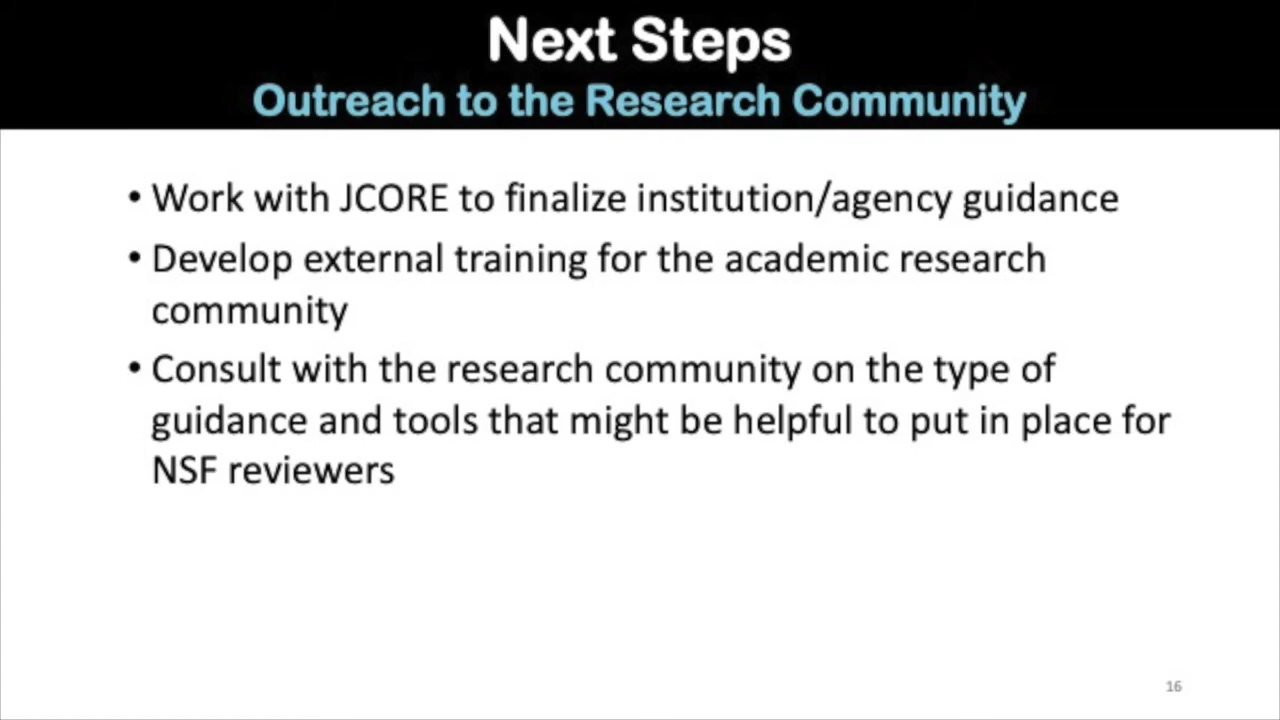 Next Steps
Outreach to the Research Community
• Work with JCORE to finalize institution/agency guidance
• Develop external training for the academic research
community
• Consult with the research community on the type of
guidance and tools that might be helpful to put in place for
NSF reviewers
16